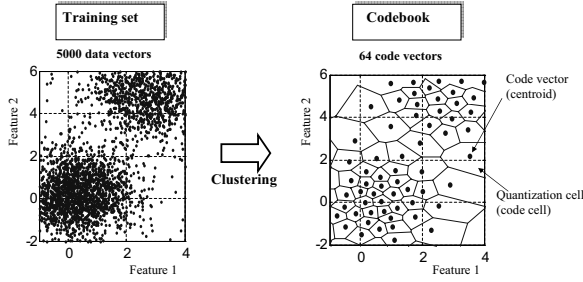 Training set
5000 data vectors
Feature 2
6
4
2
0
-2
0
2
4
Feature 1
Clustering
Codebook
64 code vectors
Feature 2
6
4
2
0
-2
0
2
4
Feature 1
Code vector
(centroid)
Quantization cell
(code cell)